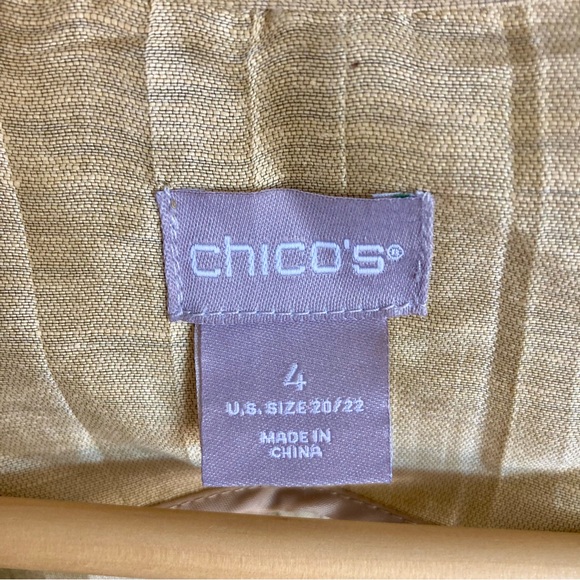 chico's®
4
U.S. SIZE 20/22
MADE IN
CHINA